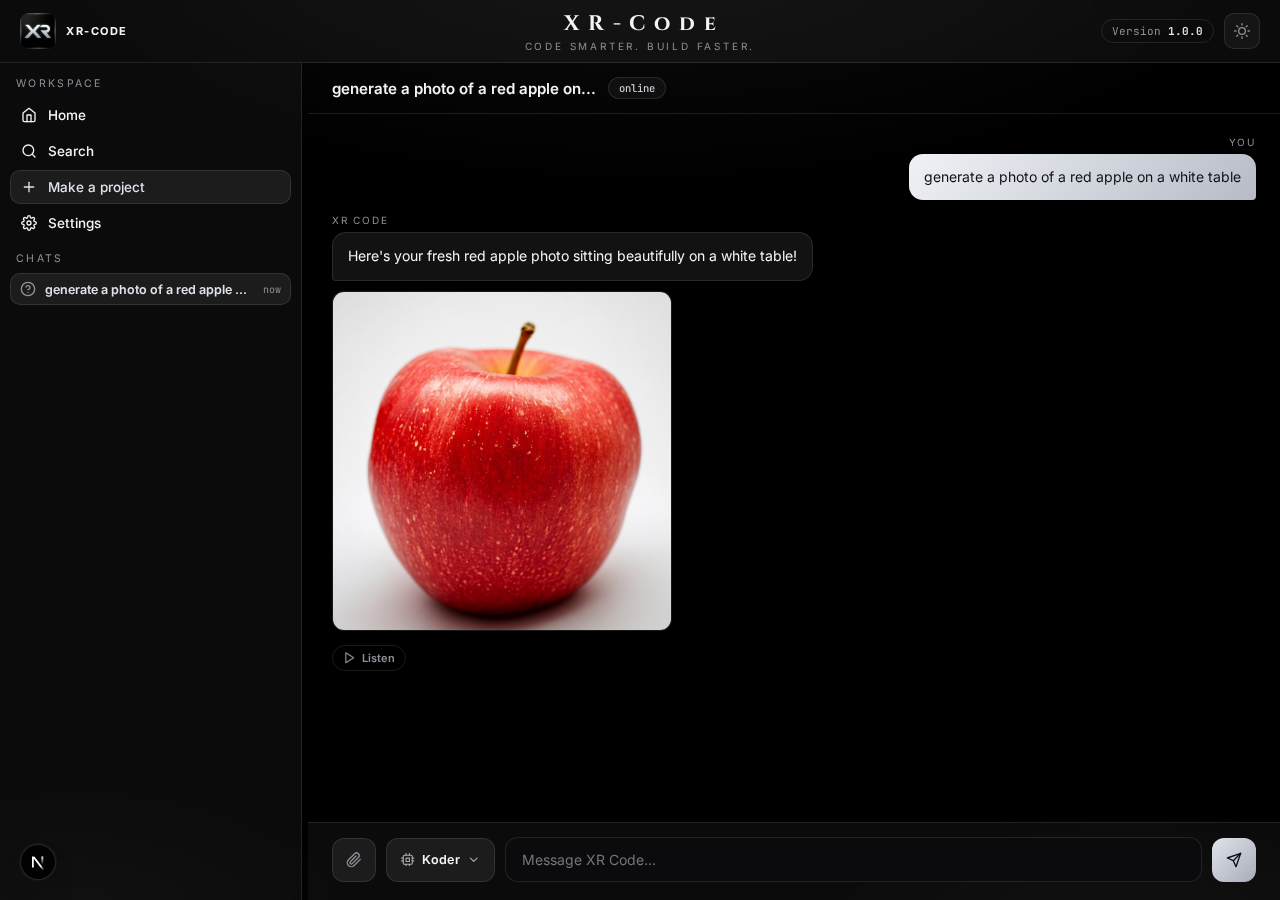 XR
XR-CODE
XR-CODE
CODE SMARTER. BUILD FASTER.
Version 1.0.0
WORKSPACE
Home
Search
Make a project
Settings
CHATS
generate a photo of a red apple ...
now
generate a photo of a red apple on...
online
YOU
generate a photo of a red apple on a white table
XR CODE
Here's your fresh red apple photo sitting beautifully on a white table!
Listen
N
Koder
Message XR Code...